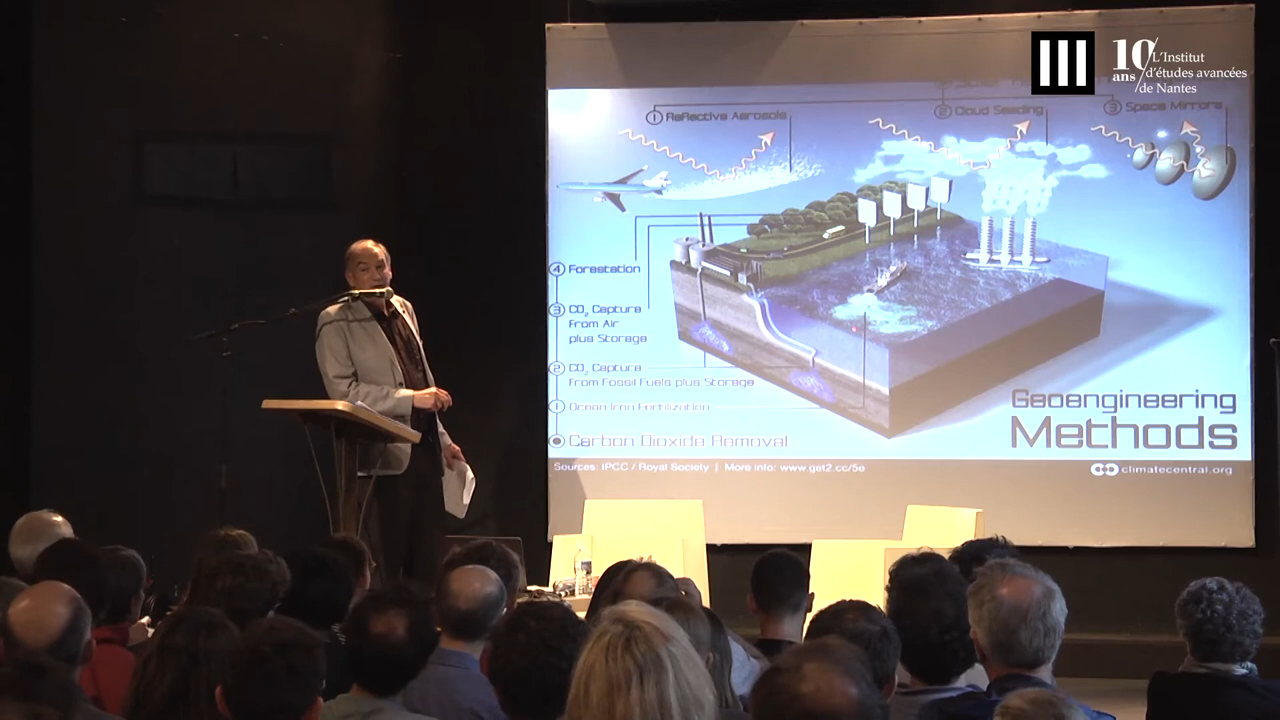 10
ans
L'Institut
d'études avancées
de Nantes
1 Reflective Aerosols
2 Cloud Seeding
3 Space Mirrors
4 Forestation
3 CO2 Capture
from Air
plus Storage
2 CO2 Capture
from Fossil Fuels plus Storage
1 Ocean Iron Fertilization
Carbon Dioxide Removal
Geoengineering
Methods
Sources: IPCC / Royal Society | More info: www.get2.cc/5e
climatecentral.org